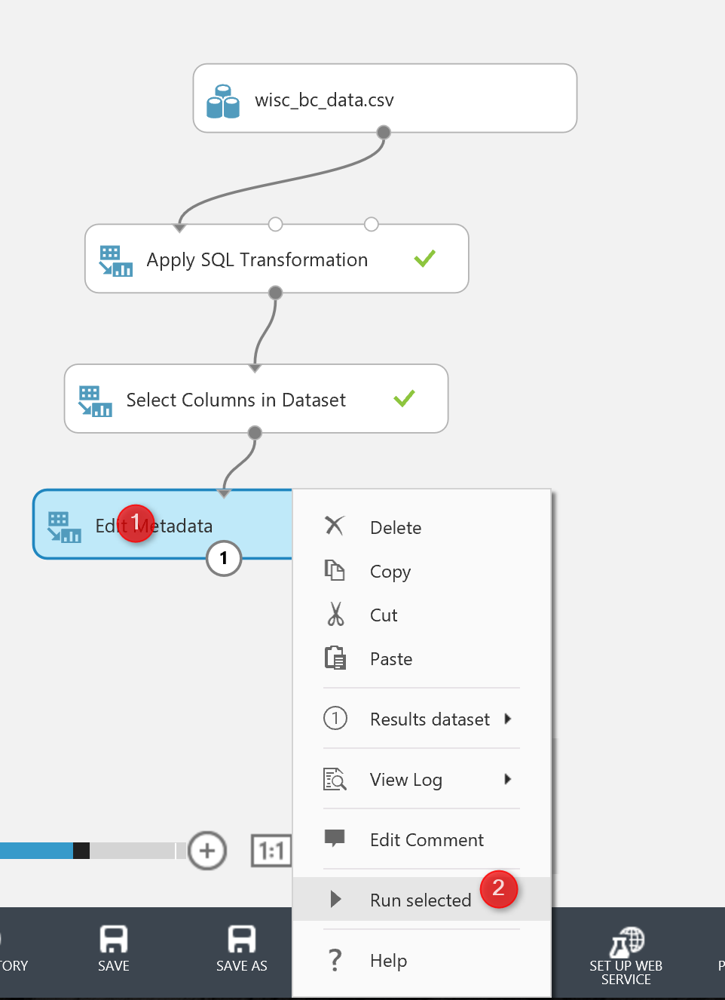 wisc_bc_data.csv
Apply SQL Transformation
Select Columns in Dataset
Edit Metadata
1
1
Delete
Copy
Cut
Paste
1 Results dataset
View Log
Edit Comment
Run selected
2
? Help
1:1
TORY
SAVE
SAVE AS
SET UP WEB
SERVICE
P